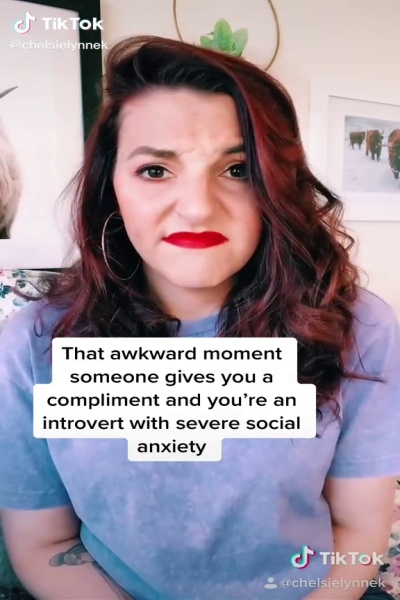 TikTok
@chelsielynnek
That awkward moment
someone gives you a
compliment and you're an
introvert with severe social
anxiety
TikTok
@chelsielynnek